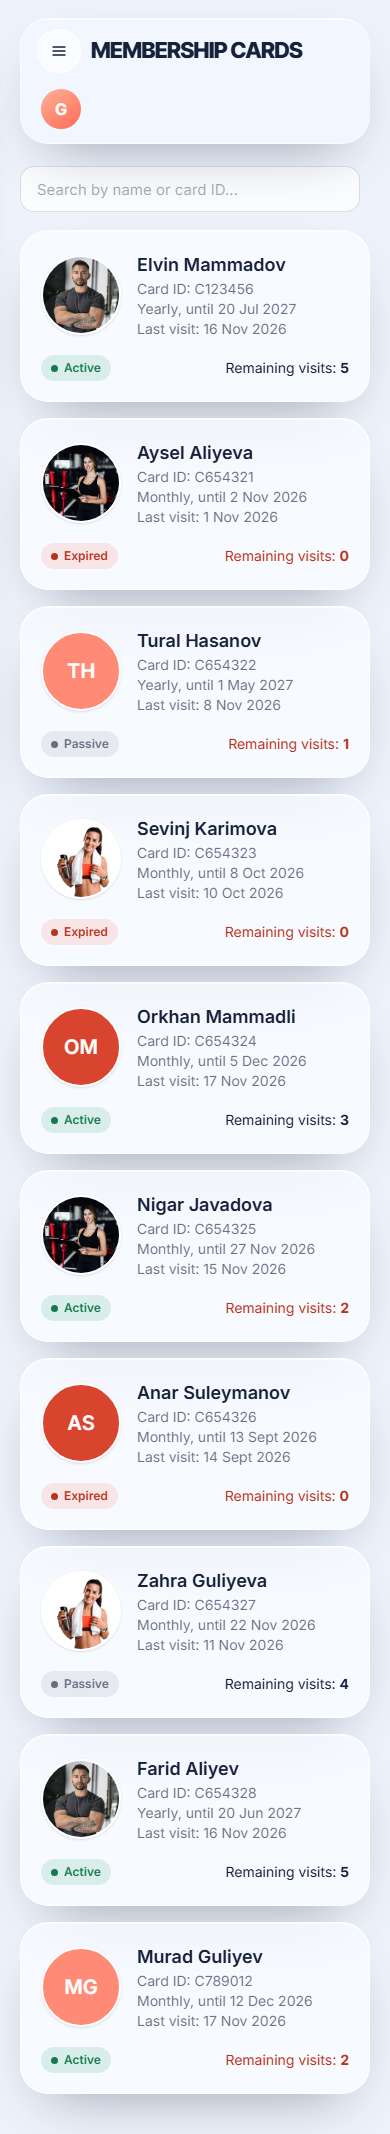 MEMBERSHIP CARDS
G
Search by name or card ID...
Elvin Mammadov
Card ID: C123456
Yearly, until 20 Jul 2027
Last visit: 16 Nov 2026
Active
Remaining visits: 5
Aysel Aliyeva
Card ID: C654321
Monthly, until 2 Nov 2026
Last visit: 1 Nov 2026
Expired
Remaining visits: 0
TH
Tural Hasanov
Card ID: C654322
Yearly, until 1 May 2027
Last visit: 8 Nov 2026
Passive
Remaining visits: 1
Sevinj Karimova
Card ID: C654323
Monthly, until 8 Oct 2026
Last visit: 10 Oct 2026
Expired
Remaining visits: 0
OM
Orkhan Mammadli
Card ID: C654324
Monthly, until 5 Dec 2026
Last visit: 17 Nov 2026
Active
Remaining visits: 3
Nigar Javadova
Card ID: C654325
Monthly, until 27 Nov 2026
Last visit: 15 Nov 2026
Active
Remaining visits: 2
AS
Anar Suleymanov
Card ID: C654326
Monthly, until 13 Sept 2026
Last visit: 14 Sept 2026
Expired
Remaining visits: 0
Zahra Guliyeva
Card ID: C654327
Monthly, until 22 Nov 2026
Last visit: 11 Nov 2026
Passive
Remaining visits: 4
Farid Aliyev
Card ID: C654328
Yearly, until 20 Jun 2027
Last visit: 16 Nov 2026
Active
Remaining visits: 5
MG
Murad Guliyev
Card ID: C789012
Monthly, until 12 Dec 2026
Last visit: 17 Nov 2026
Active
Remaining visits: 2